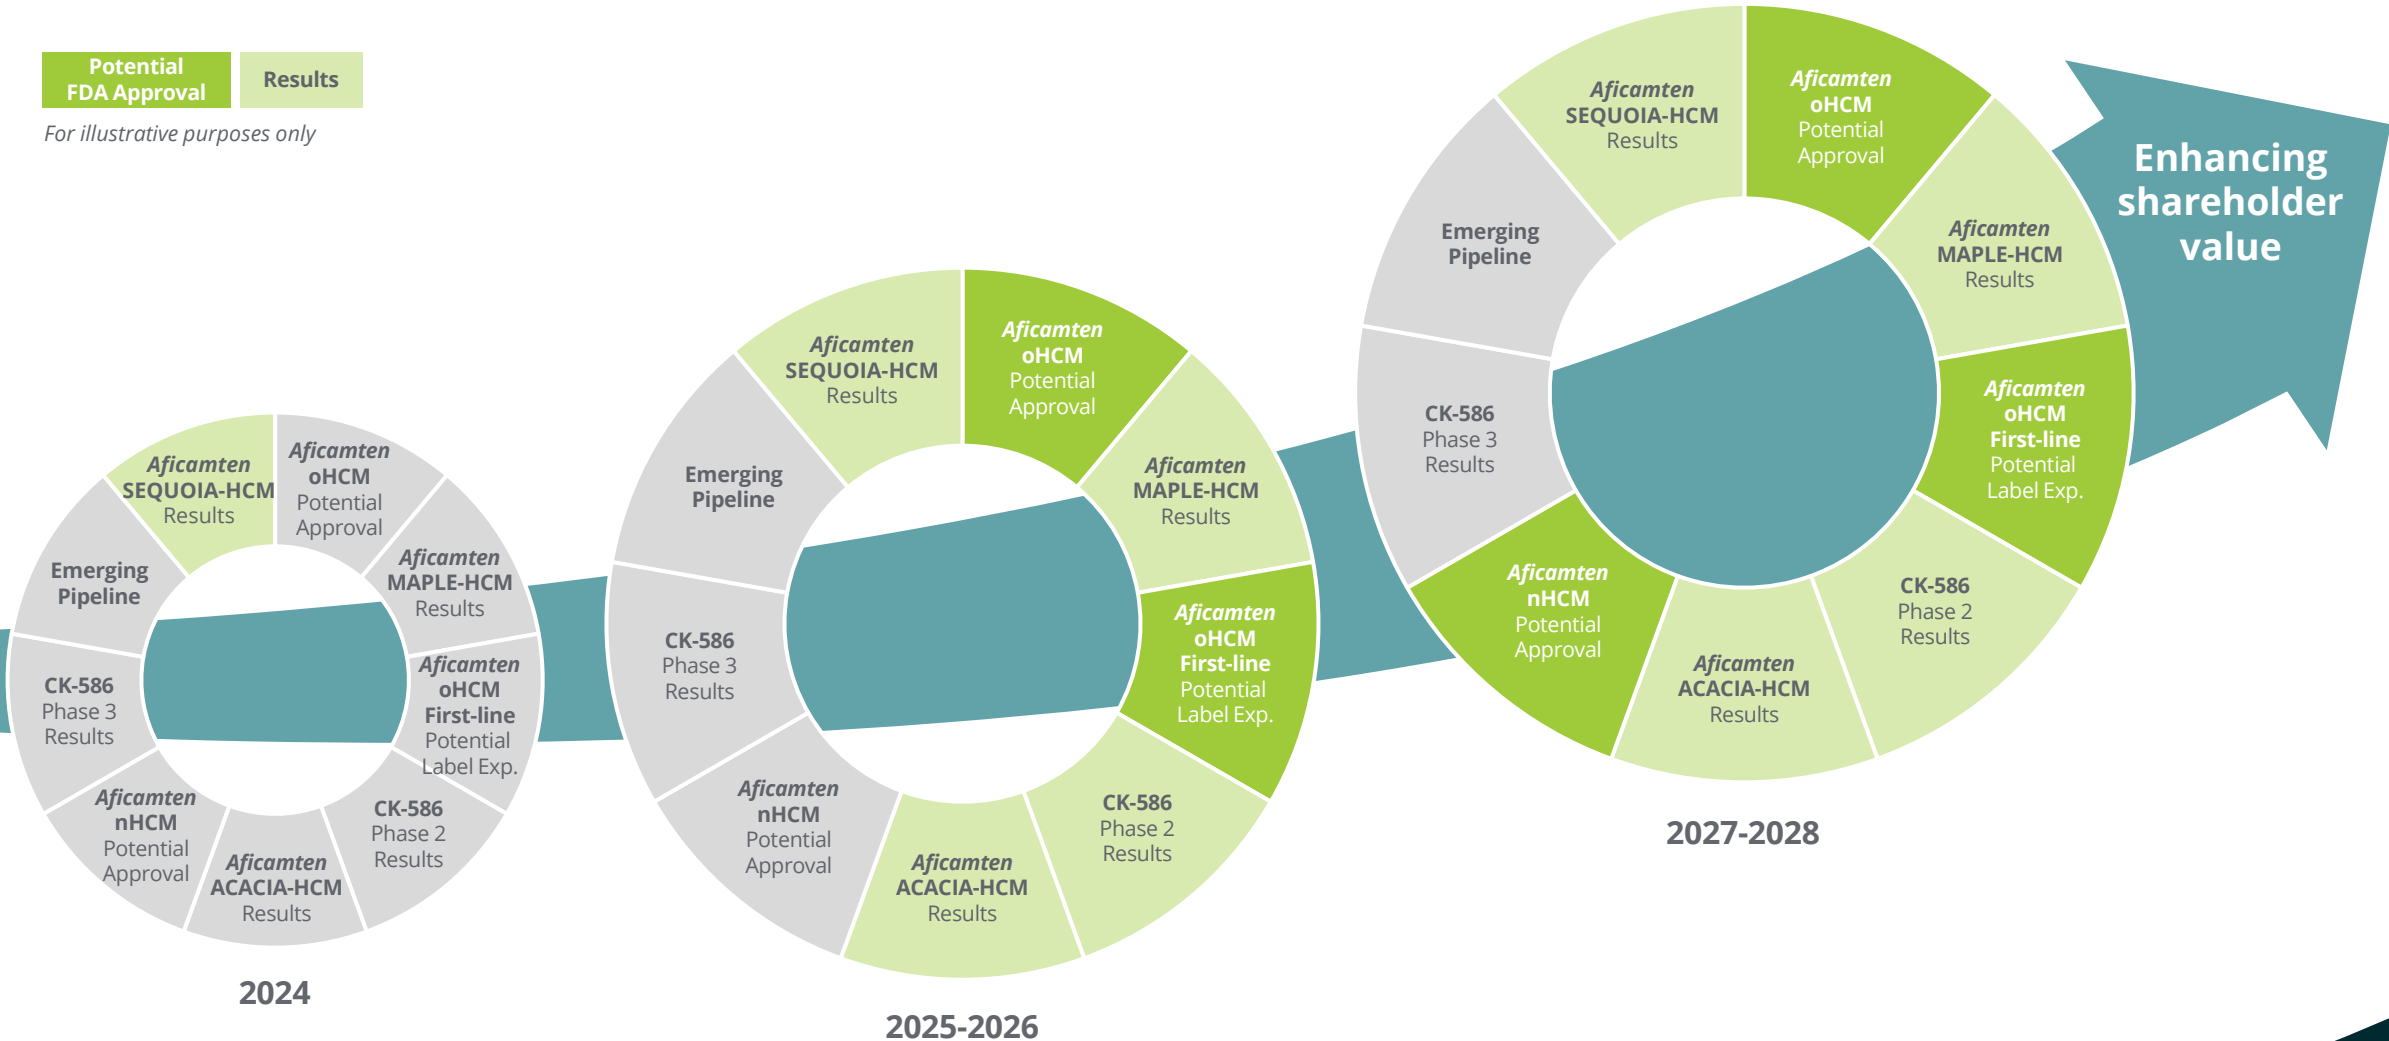 Potential
FDA Approval
Results
For illustrative purposes only
Aficamten
SEQUOIA-HCM
Results
Aficamten
oHCM
Potential
Approval
Aficamten
MAPLE-HCM
Results
Aficamten
oHCM
First-line
Potential
Label Exp.
CK-586
Phase 2
Results
Aficamten
ACACIA-HCM
Results
Aficamten
nHCM
Potential
Approval
CK-586
Phase 3
Results
Emerging
Pipeline
2024
Aficamten
SEQUOIA-HCM
Results
Aficamten
oHCM
Potential
Approval
Aficamten
MAPLE-HCM
Results
Aficamten
oHCM
First-line
Potential
Label Exp.
CK-586
Phase 2
Results
Aficamten
ACACIA-HCM
Results
Aficamten
nHCM
Potential
Approval
CK-586
Phase 3
Results
Emerging
Pipeline
2025-2026
Aficamten
SEQUOIA-HCM
Results
Aficamten
oHCM
Potential
Approval
Aficamten
MAPLE-HCM
Results
Aficamten
oHCM
First-line
Potential
Label Exp.
CK-586
Phase 2
Results
Aficamten
ACACIA-HCM
Results
Aficamten
nHCM
Potential
Approval
CK-586
Phase 3
Results
Emerging
Pipeline
2027-2028
Enhancing
shareholder
value